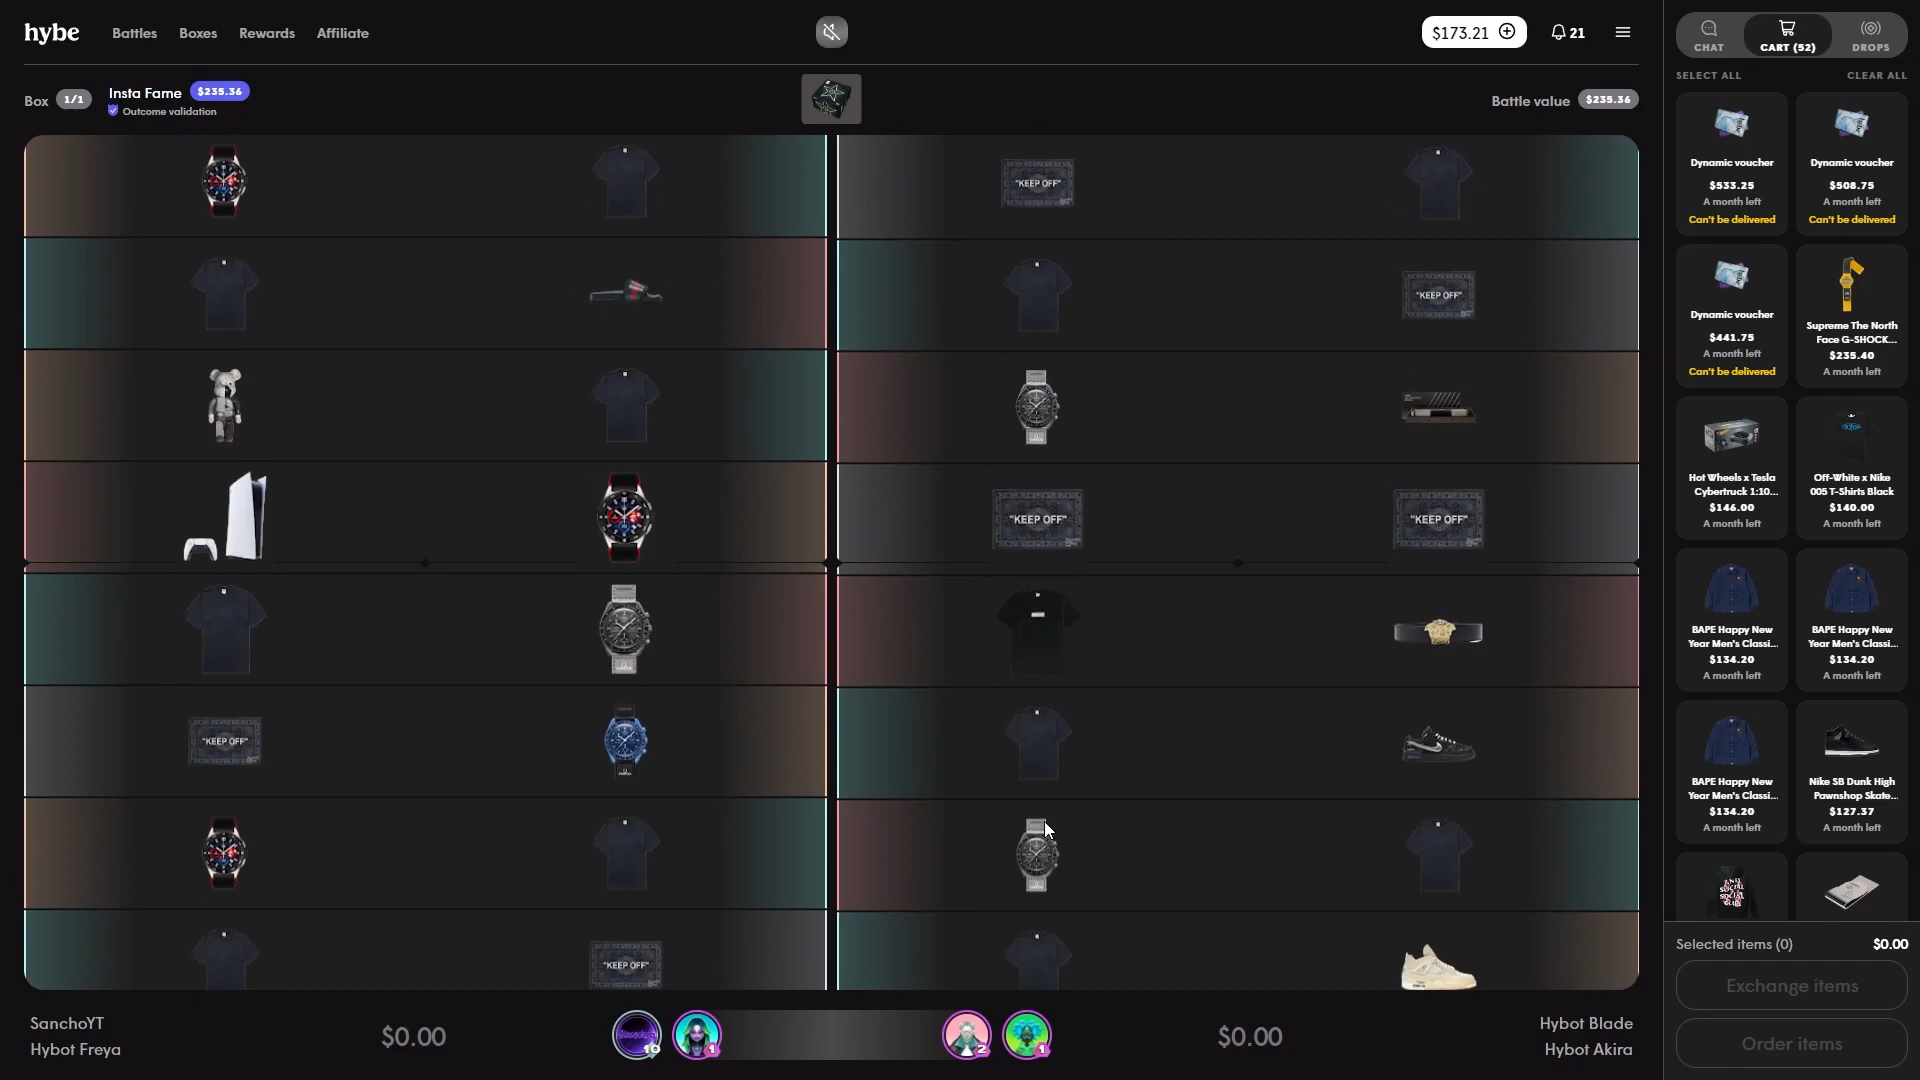 hybe
Battles
Boxes
Rewards
Affiliate
$173.21
21
CHAT
CART (52)
DROPS
SELECT ALL
CLEAR ALL
Box 1/1
Insta Fame $235.36
Outcome validation
Battle value $235.36
"KEEP OFF"
"KEEP OFF"
"KEEP OFF"
"KEEP OFF"
"KEEP OFF"
"KEEP OFF"
Dynamic voucher
$533.25
A month left
Can't be delivered
Dynamic voucher
$508.75
A month left
Can't be delivered
Dynamic voucher
$441.75
A month left
Can't be delivered
Supreme The North
Face G-SHOCK...
$235.40
A month left
Hot Wheels x Tesla
Cybertruck 1:10...
$146.00
A month left
Off-White x Nike
005 T-Shirts Black
$140.00
A month left
BAPE Happy New
Year Men's Classi...
$134.20
A month left
BAPE Happy New
Year Men's Classi...
$134.20
A month left
BAPE Happy New
Year Men's Classi...
$134.20
A month left
Nike SB Dunk High
Pawnshop Skate...
$127.37
A month left
ANTI
SOCIAL
SOCIAL
CLUB
Selected items (0)
$0.00
Exchange items
Order items
SanchoYT
Hybot Freya
$0.00
10
1
2
1
$0.00
Hybot Blade
Hybot Akira